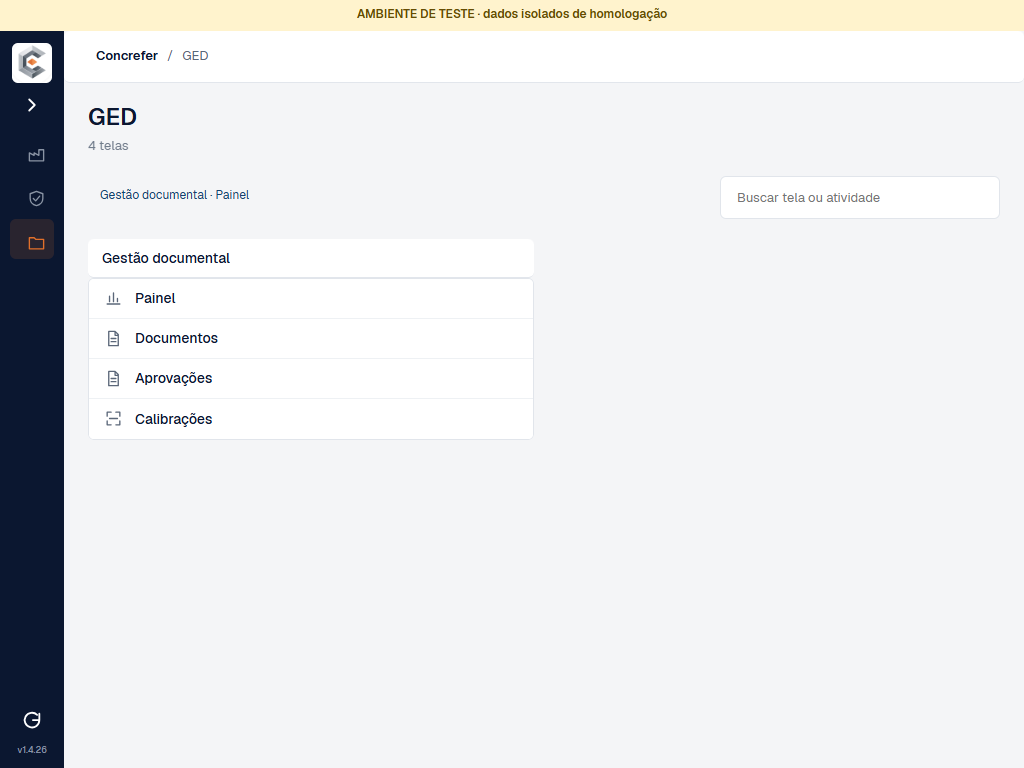 AMBIENTE DE TESTE · dados isolados de homologação
Concrefer / GED
GED
4 telas
Gestão documental · Painel
Buscar tela ou atividade
Gestão documental
Painel
Documentos
Aprovações
Calibrações
v1.4.26